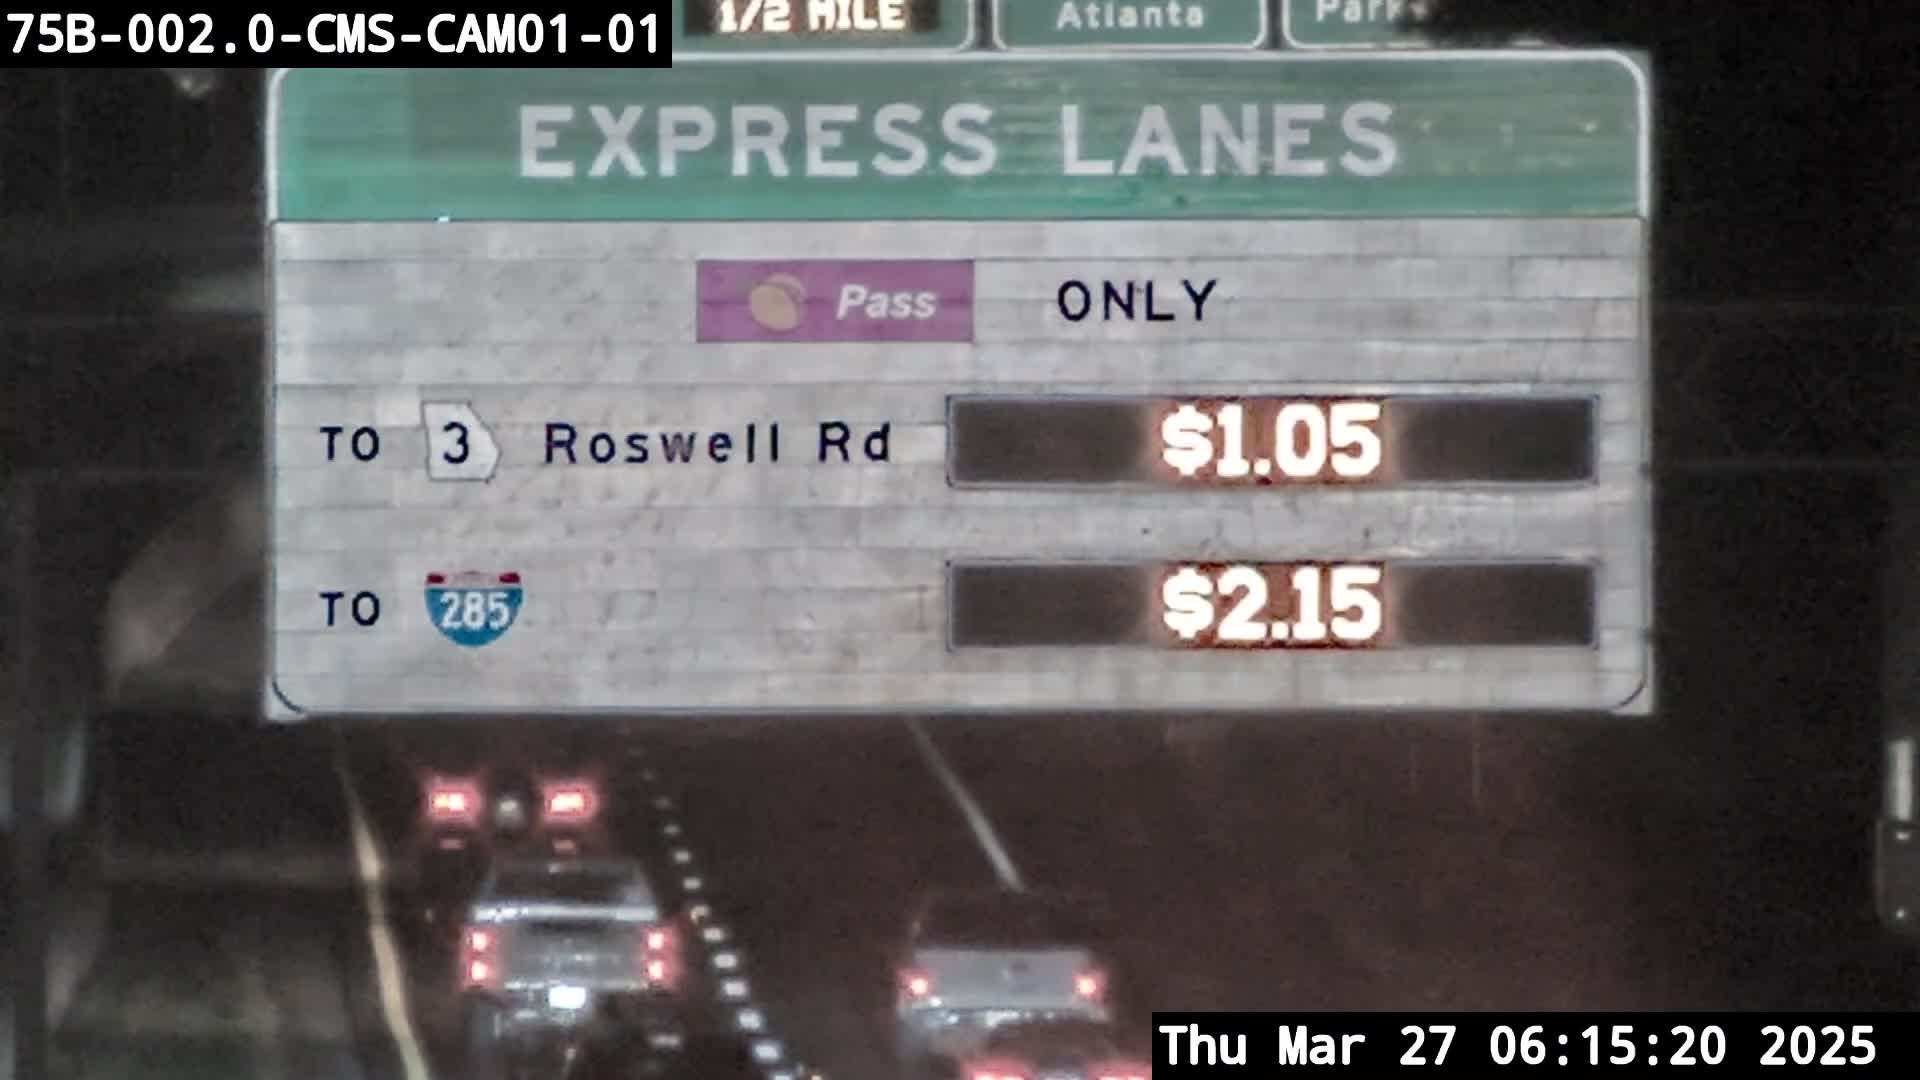 75B-002.0-CMS-CAM01-01
1/2 MILE
Atlanta
EXPRESS LANES
Pass ONLY
TO 3 Roswell Rd $1.05
TO 285 $2.15
Thu Mar 27 06:15:20 2025